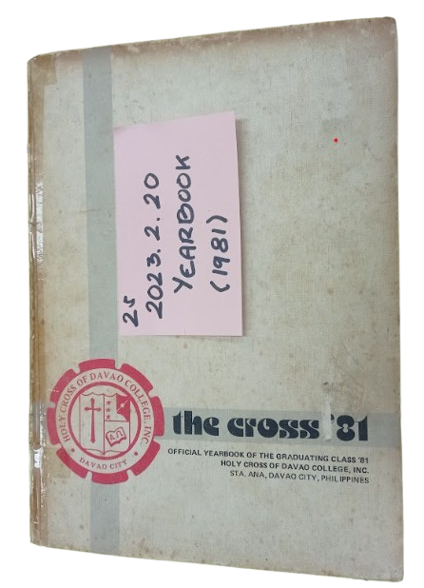 25
2023.2.20
YEARBOOK
(1981)
HOLY CROSS OF DAVAO COLLEGE, INC.
DAVAO CITY
the cross '81
OFFICIAL YEARBOOK OF THE GRADUATING CLASS '81
HOLY CROSS OF DAVAO COLLEGE, INC.
STA. ANA, DAVAO CITY, PHILIPPINES